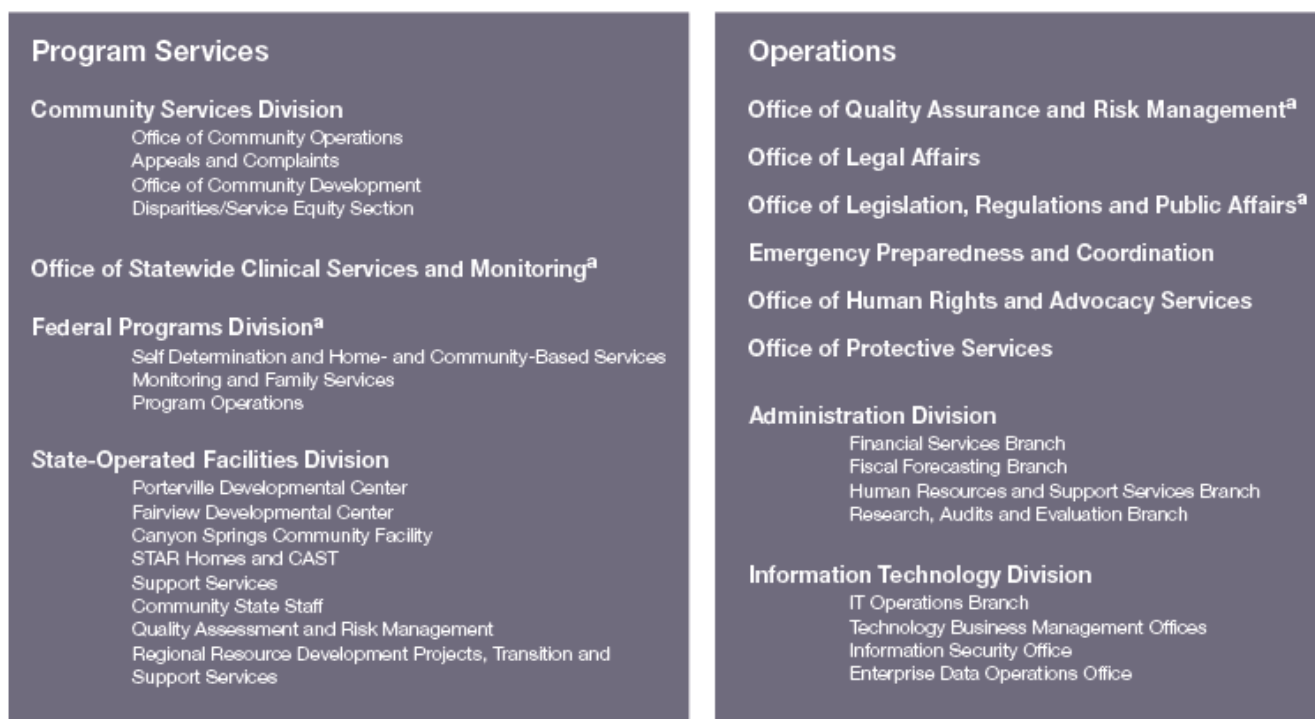 Program Services
Community Services Division
Office of Community Operations
Appeals and Complaints
Office of Community Development
Disparities/Service Equity Section
Office of Statewide Clinical Services and Monitoringᵃ
Federal Programs Divisionᵃ
Self Determination and Home- and Community-Based Services
Monitoring and Family Services
Program Operations
State-Operated Facilities Division
Porterville Developmental Center
Fairview Developmental Center
Canyon Springs Community Facility
STAR Homes and CAST
Support Services
Community State Staff
Quality Assessment and Risk Management
Regional Resource Development Projects, Transition and
Support Services
Operations
Office of Quality Assurance and Risk Managementᵃ
Office of Legal Affairs
Office of Legislation, Regulations and Public Affairsᵃ
Emergency Preparedness and Coordination
Office of Human Rights and Advocacy Services
Office of Protective Services
Administration Division
Financial Services Branch
Fiscal Forecasting Branch
Human Resources and Support Services Branch
Research, Audits and Evaluation Branch
Information Technology Division
IT Operations Branch
Technology Business Management Offices
Information Security Office
Enterprise Data Operations Office